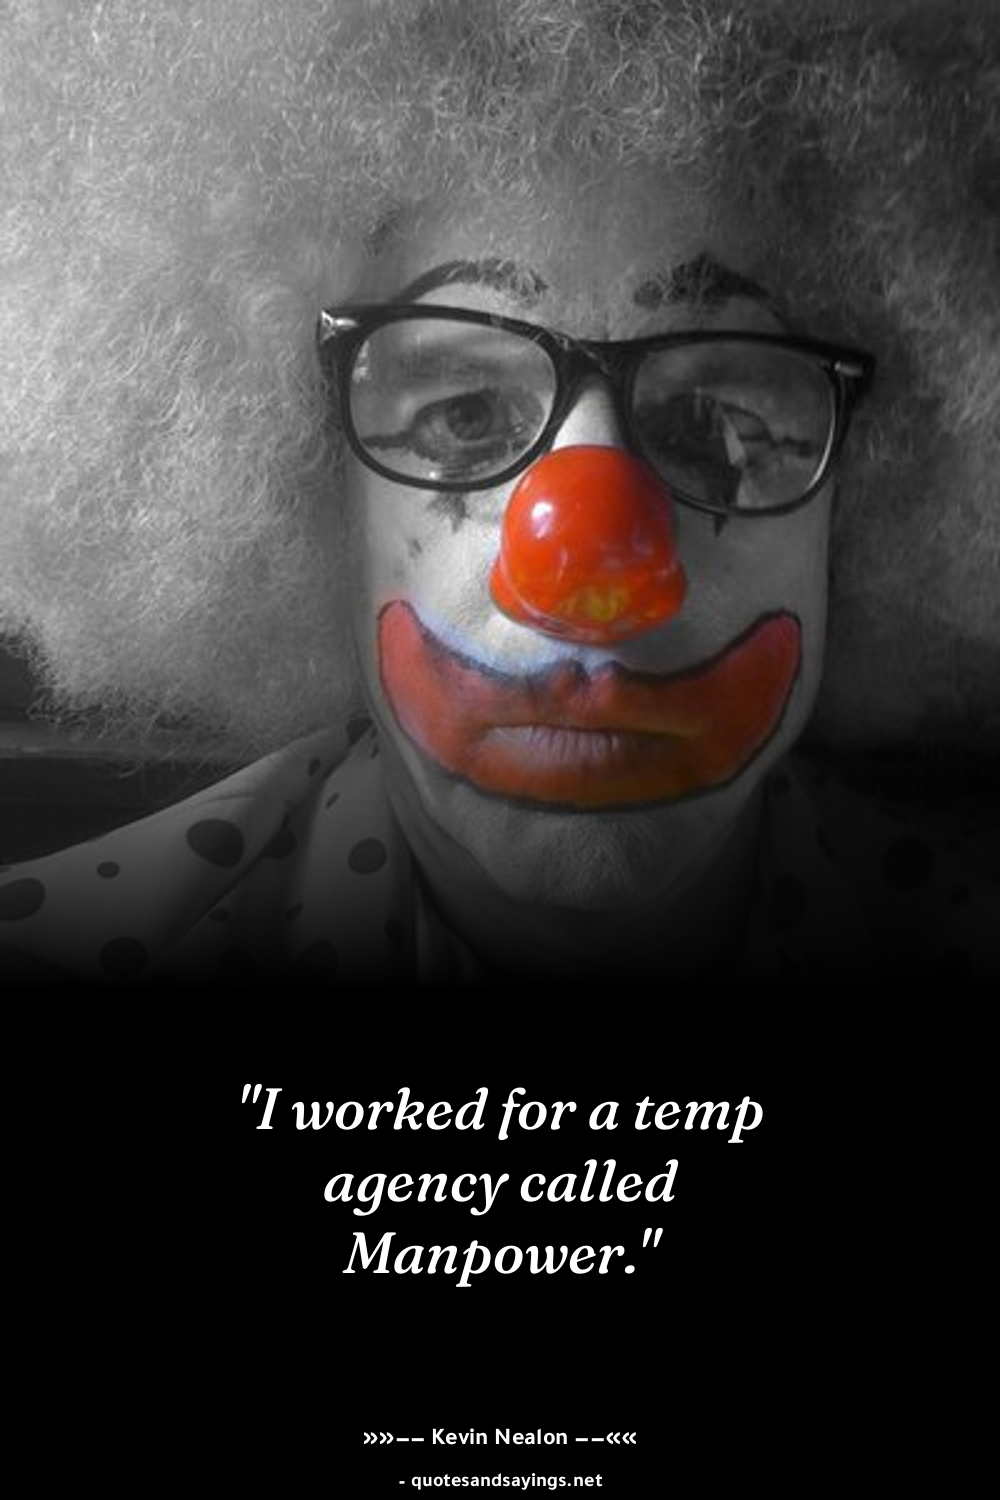 "I worked for a temp
agency called
Manpower."
»»−− Kevin Nealon −−««
- quotesandsayings.net